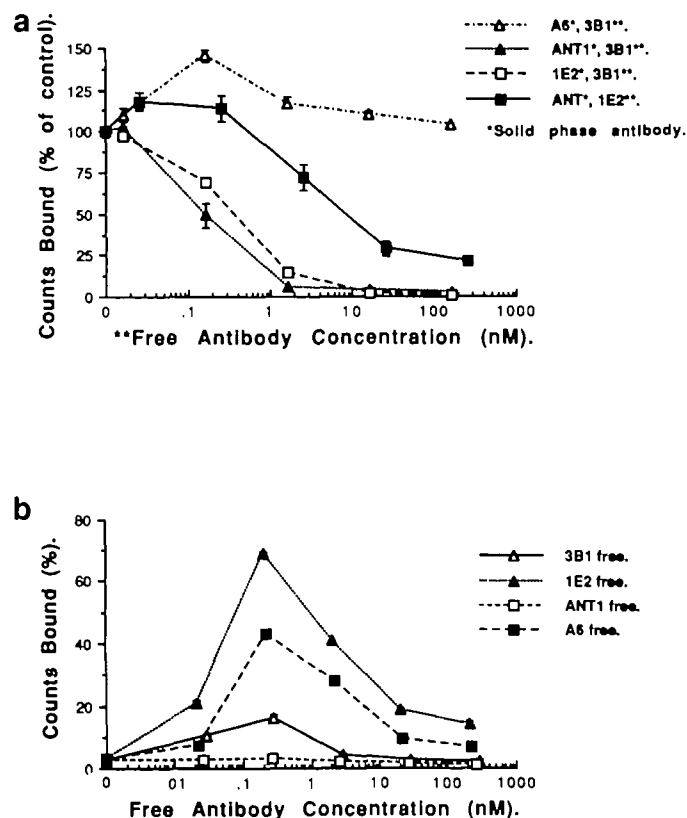 a
Counts Bound (% of control).
150
125
100
75
50
25
0
0 .1 1 10 100 1000
**Free Antibody Concentration (nM).
A6*, 3B1**.
ANT1*, 3B1**.
1E2*, 3B1**.
ANT*, 1E2**.
*Solid phase antibody.
b
Counts Bound (%).
80
60
40
20
0
0 01 .1 1 10 100 1000
Free Antibody Concentration (nM).
3B1 free.
1E2 free.
ANT1 free.
A6 free.